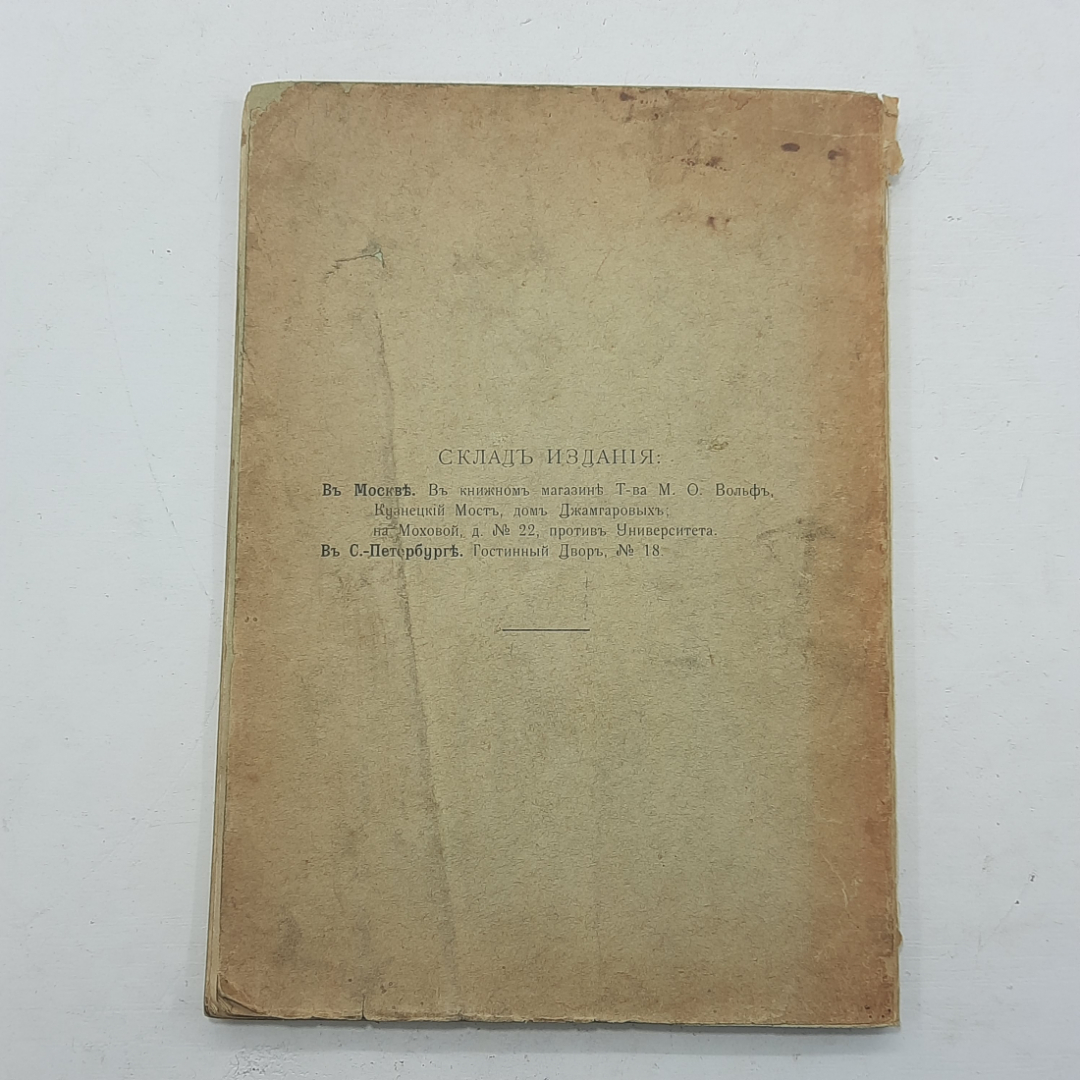 СКЛАДЪ ИЗДАНІЯ:
Въ Москвѣ. Въ книжномъ магазинѣ Т-ва М. О. Вольфъ,
Кузнецкій Мостъ, домъ Джамгаровыхъ;
на Моховой, д. № 22, противъ Университета.
Въ С.-Петербургѣ. Гостинный Дворъ, № 18